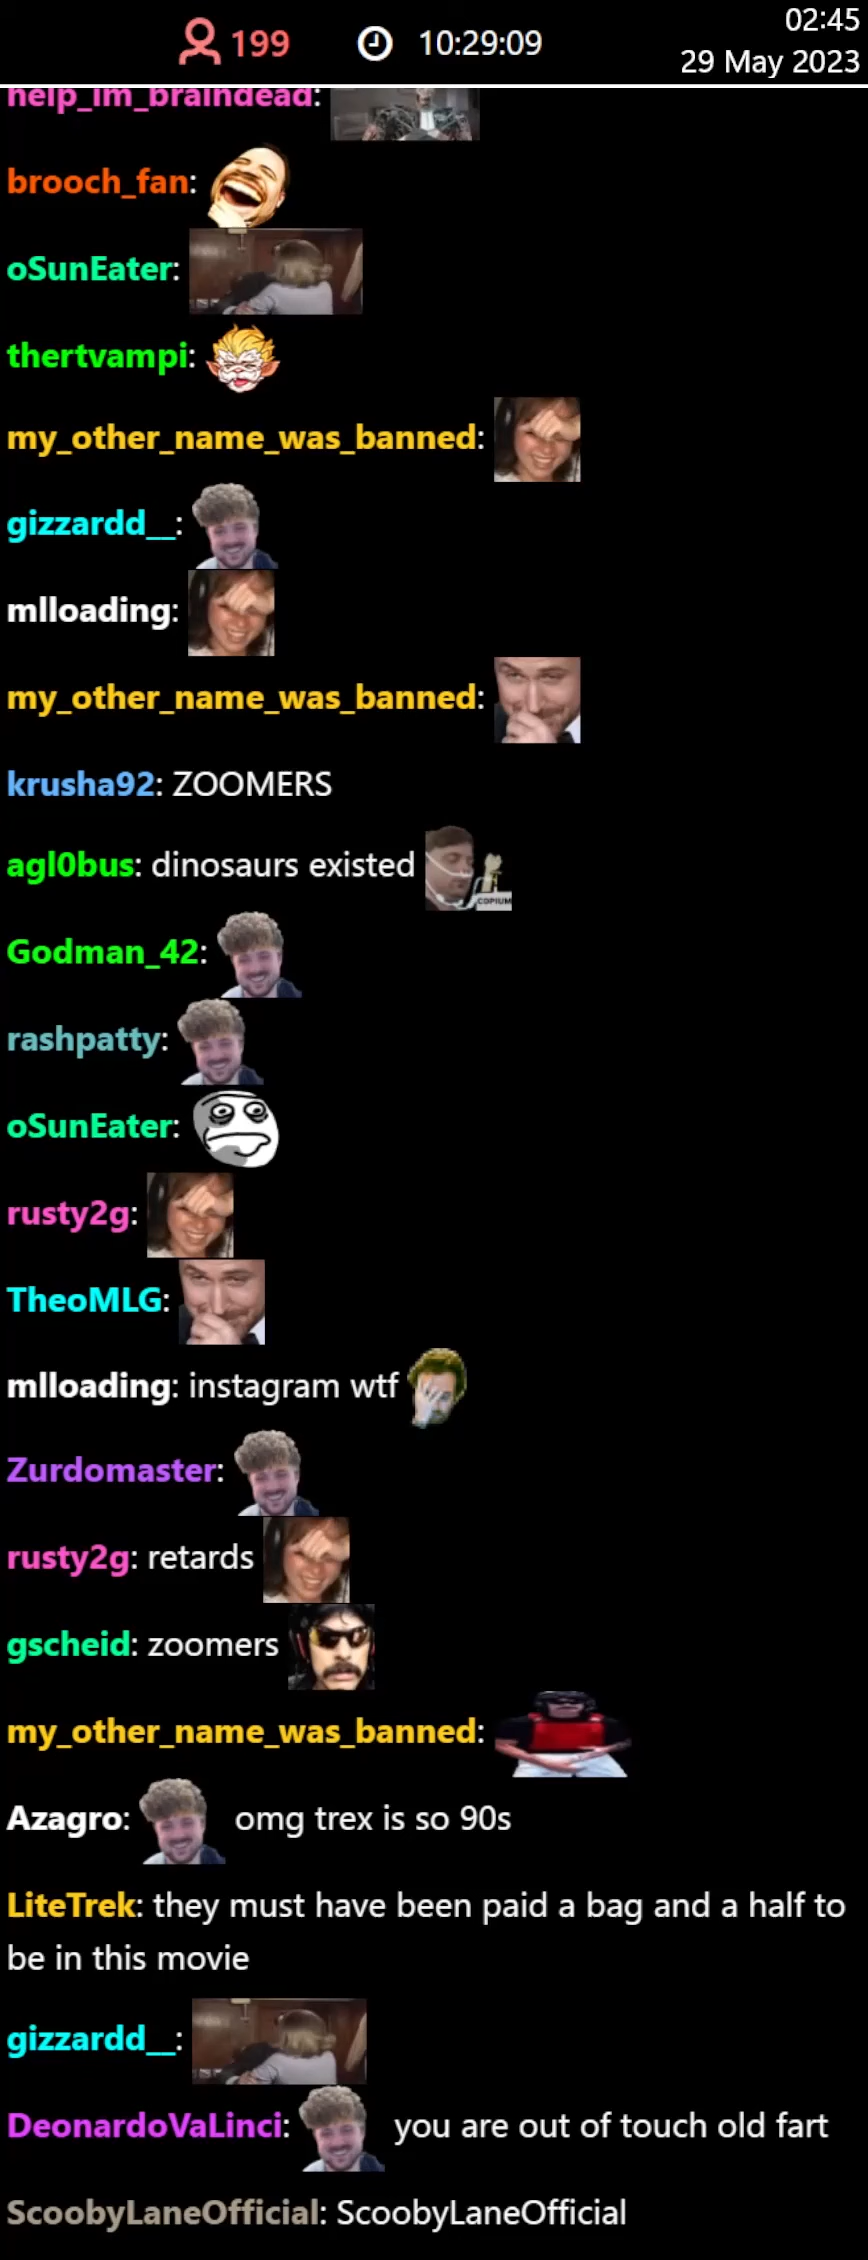 199 10:29:09 02:45
29 May 2023
help_im_braindead:
brooch_fan:
oSunEater:
thertvampi:
my_other_name_was_banned:
gizzardd__:
mlloading:
my_other_name_was_banned:
krusha92: ZOOMERS
agl0bus: dinosaurs existed COPIUM
Godman_42:
rashpatty:
oSunEater:
rusty2g:
TheoMLG:
mlloading: instagram wtf
Zurdomaster:
rusty2g: retards
gscheid: zoomers
my_other_name_was_banned:
Azagro: omg trex is so 90s
LiteTrek: they must have been paid a bag and a half to
be in this movie
gizzardd__:
DeonardoVaLinci: you are out of touch old fart
ScoobyLaneOfficial: ScoobyLaneOfficial